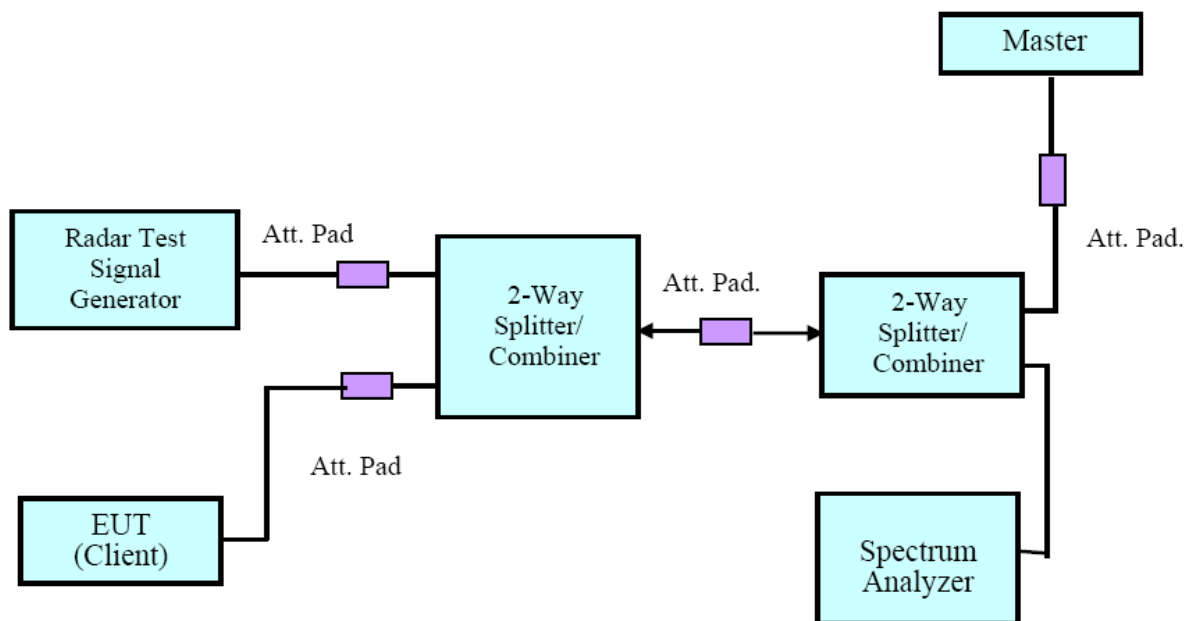 Master
Radar Test
Signal
Generator
Att. Pad
2-Way
Splitter/
Combiner
Att. Pad.
2-Way
Splitter/
Combiner
Att. Pad.
Att. Pad
EUT
(Client)
Spectrum
Analyzer